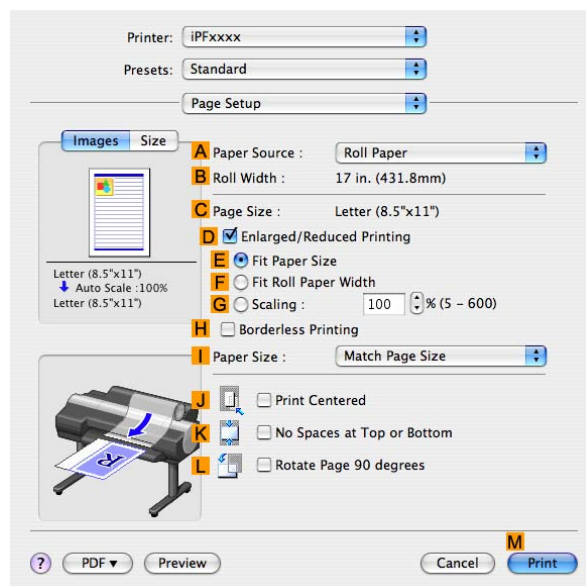 Printer: iPFxxxx
Presets: Standard
Page Setup
Images Size
A Paper Source : Roll Paper
B Roll Width : 17 in. (431.8mm)
C Page Size : Letter (8.5"x11")
D Enlarged/Reduced Printing
E Fit Paper Size
F Fit Roll Paper Width
G Scaling : 100 % (5 - 600)
Letter (8.5"x11")
Auto Scale :100%
Letter (8.5"x11")
H Borderless Printing
I Paper Size : Match Page Size
J Print Centered
K No Spaces at Top or Bottom
L Rotate Page 90 degrees
M
? PDF Preview Cancel Print